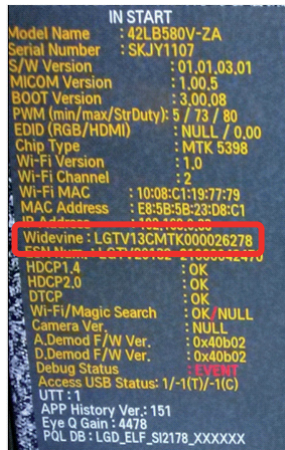 IN START
Model Name : 42LB580V-ZA
Serial Number : SKJY1107
S/W Version : 01.01.03.01
MICOM Version : 1.00.5
BOOT Version : 3.00.08
PWM (min/max/StrDuty): 5 / 73 / 80
EDID (RGB/HDMI) : NULL / 0.00
Chip Type : MTK 5398
Wi-Fi Version : 1.0
Wi-Fi Channel : 2
Wi-Fi MAC : 10:08:C1:19:77:79
MAC Address : E8:5B:5B:23:D8:C1
IP Address
Widevine : LGTV13CMTK000026278
HDCP1.4 : OK
HDCP2.0 : OK
DTCP : OK
Wi-Fi/Magic Search : OK/NULL
Camera Ver. : NULL
A.Demod F/W Ver. : 0x40b02
D.Demod F/W Ver. : 0x40b02
Debug Status : EVENT
Access USB Status: 1/-1(T)/-1(C)
UTT : 1
APP History Ver.: 151
Eye Q Gain : 4478
PQL DB : LGD_ELF_SI2178_XXXXXX